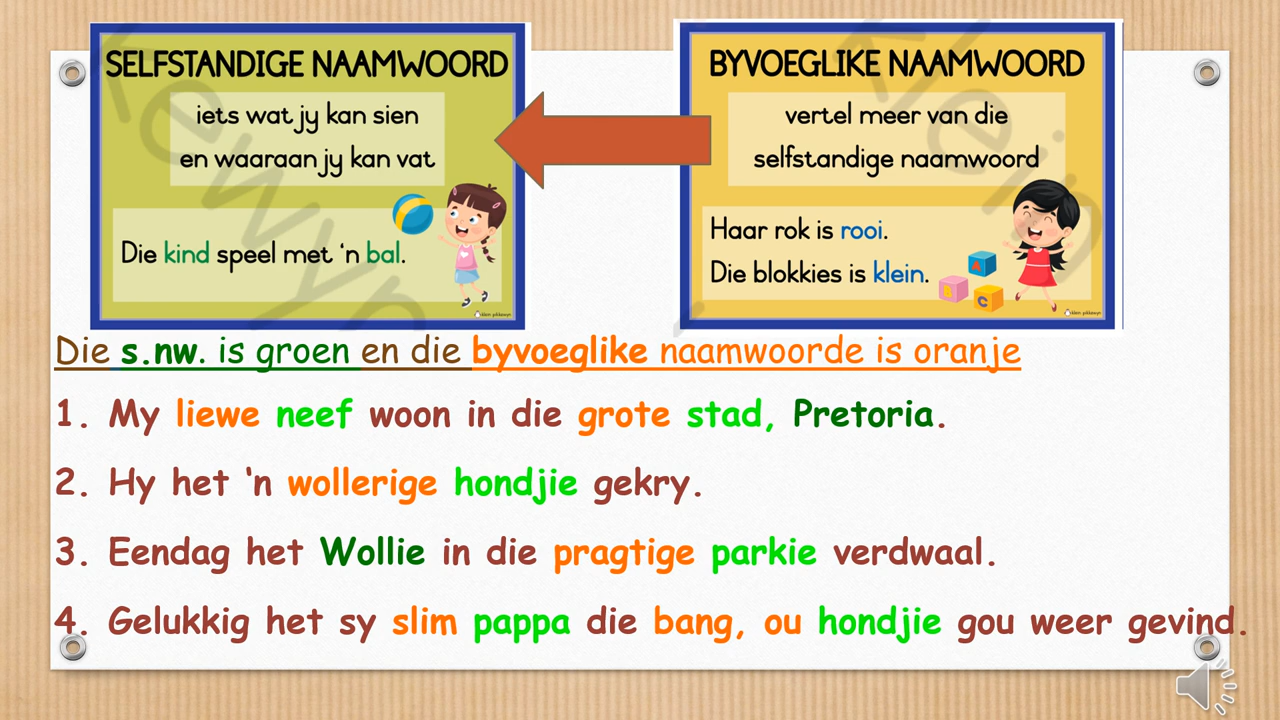 SELFSTANDIGE NAAMWOORD
iets wat jy kan sien
en waaraan jy kan vat
Die kind speel met ‘n bal.
klein pikkewyn
BYVOEGLIKE NAAMWOORD
vertel meer van die
selfstandige naamwoord
Haar rok is rooi.
Die blokkies is klein.
A
B
C
klein pikkewyn
Die s.nw. is groen en die byvoeglike naamwoorde is oranje
1. My liewe neef woon in die grote stad, Pretoria.
2. Hy het ‘n wollerige hondjie gekry.
3. Eendag het Wollie in die pragtige parkie verdwaal.
4. Gelukkig het sy slim pappa die bang, ou hondjie gou weer gevind.